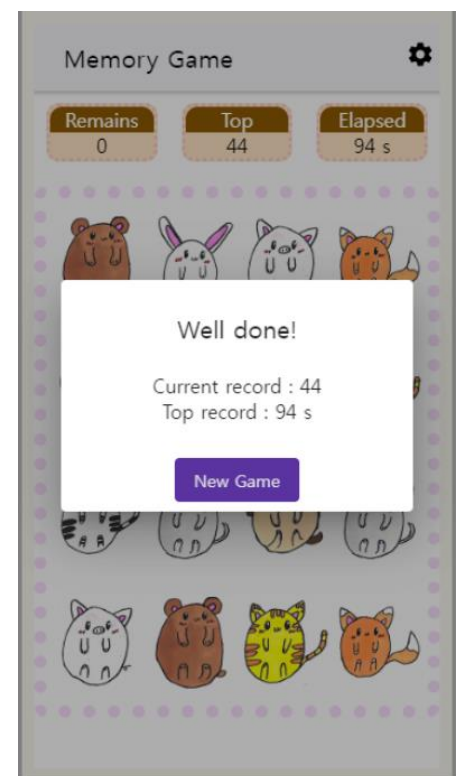 Memory Game
Remains Top Elapsed
0 44 94 s
Well done!
Current record : 44
Top record : 94 s
New Game